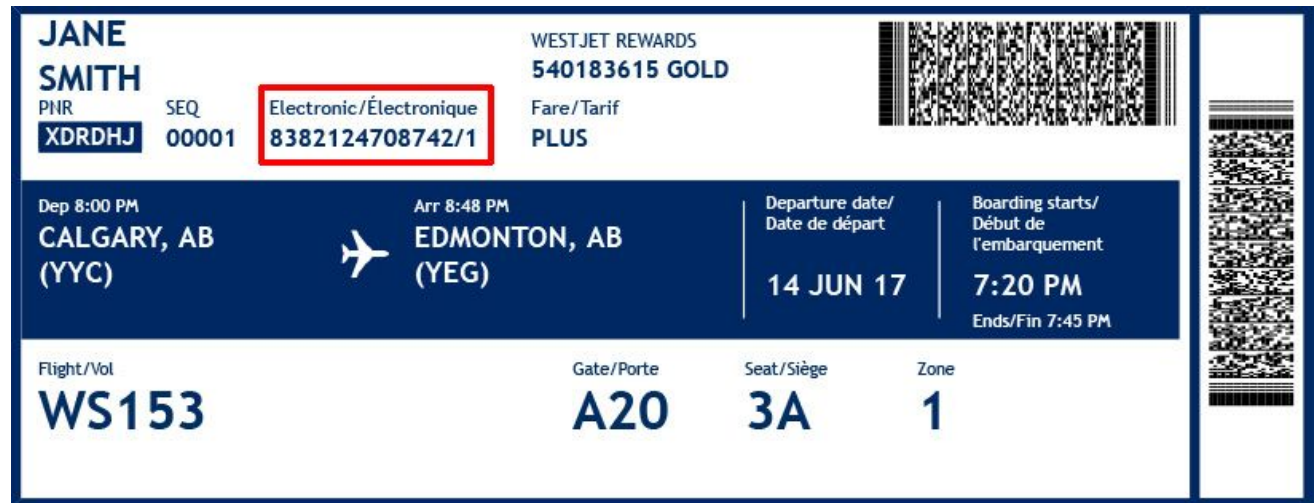 JANE
SMITH
PNR
XDRDHJ
SEQ
00001
Electronic/Électronique
8382124708742/1
WESTJET REWARDS
540183615 GOLD
Fare/Tarif
PLUS
Dep 8:00 PM
CALGARY, AB
(YYC)
Arr 8:48 PM
EDMONTON, AB
(YEG)
Departure date/
Date de départ
14 JUN 17
Boarding starts/
Début de
l'embarquement
7:20 PM
Ends/Fin 7:45 PM
Flight/Vol
WS153
Gate/Porte
A20
Seat/Siège
3A
Zone
1